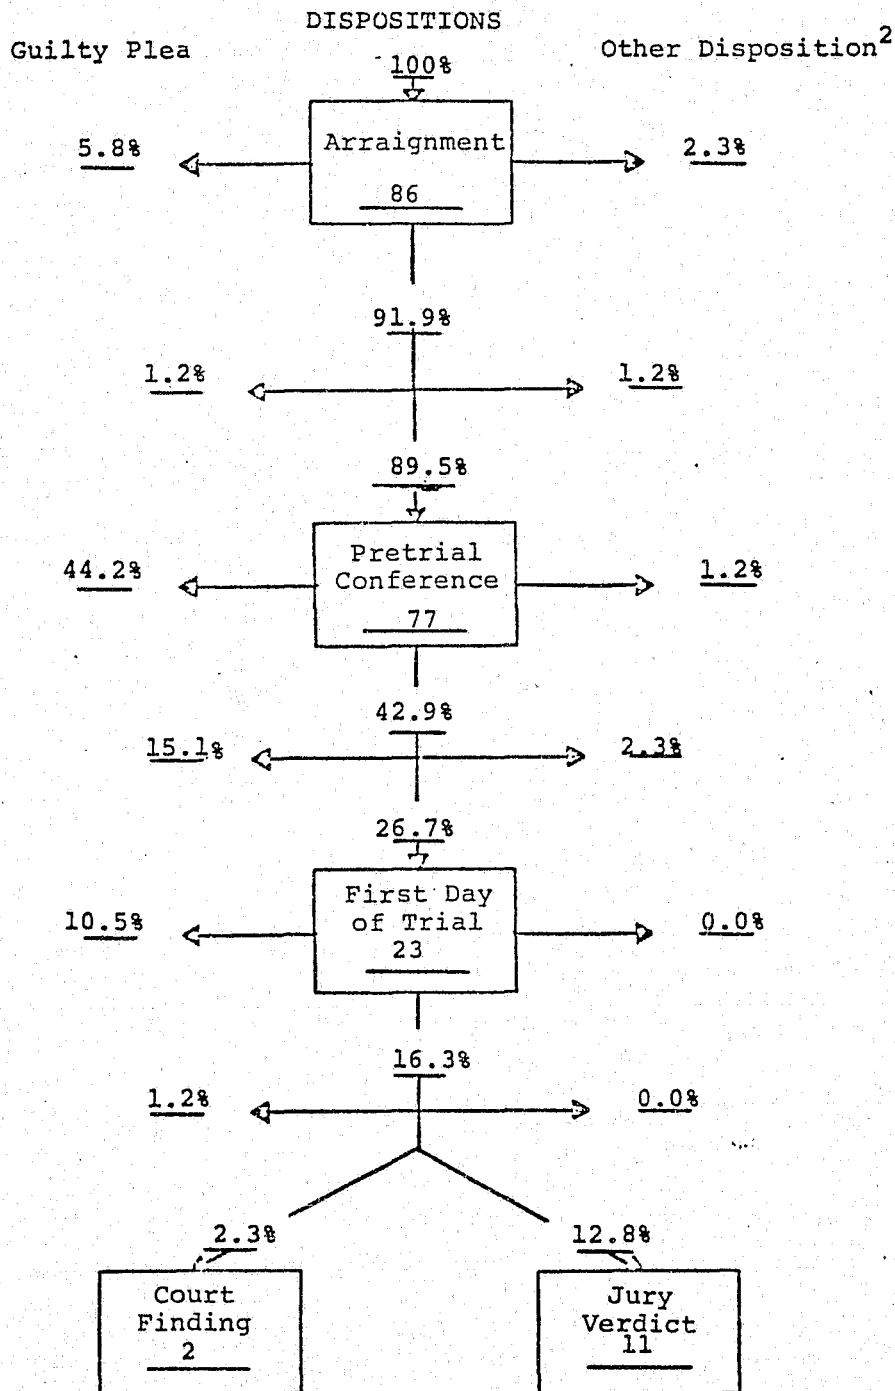 DISPOSITIONS
Guilty Plea
Other Disposition2
100%
Arraignment
86
5.8%
2.3%
91.9%
1.2%
1.2%
89.5%
Pretrial
Conference
77
44.2%
1.2%
42.9%
15.1%
2.3%
26.7%
First Day
of Trial
23
10.5%
0.0%
16.3%
1.2%
0.0%
2.3%
12.8%
Court
Finding
2
Jury
Verdict
11